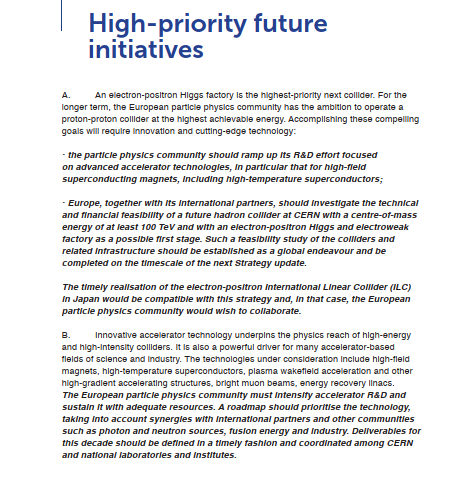 High-priority future
initiatives
A. An electron-positron Higgs factory is the highest-priority next collider. For the
longer term, the European particle physics community has the ambition to operate a
proton-proton collider at the highest achievable energy. Accomplishing these compelling
goals will require innovation and cutting-edge technology:
· the particle physics community should ramp up its R&D effort focused
on advanced accelerator technologies, in particular that for high-field
superconducting magnets, including high-temperature superconductors;
· Europe, together with its international partners, should investigate the technical
and financial feasibility of a future hadron collider at CERN with a centre-of-mass
energy of at least 100 TeV and with an electron-positron Higgs and electroweak
factory as a possible first stage. Such a feasibility study of the colliders and
related infrastructure should be established as a global endeavour and be
completed on the timescale of the next Strategy update.
The timely realisation of the electron-positron International Linear Collider (ILC)
in Japan would be compatible with this strategy and, in that case, the European
particle physics community would wish to collaborate.
B. Innovative accelerator technology underpins the physics reach of high-energy
and high-intensity colliders. It is also a powerful driver for many accelerator-based
fields of science and industry. The technologies under consideration include high-field
magnets, high-temperature superconductors, plasma wakefield acceleration and other
high-gradient accelerating structures, bright muon beams, energy recovery linacs.
The European particle physics community must intensify accelerator R&D and
sustain it with adequate resources. A roadmap should prioritise the technology,
taking into account synergies with international partners and other communities
such as photon and neutron sources, fusion energy and industry. Deliverables for
this decade should be defined in a timely fashion and coordinated among CERN
and national laboratories and institutes.